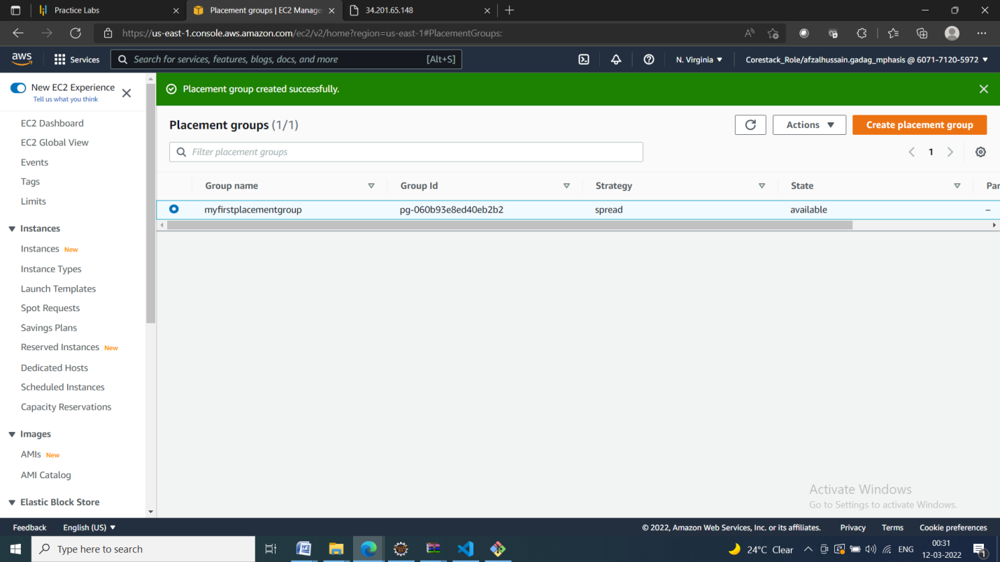 Practice Labs
Placement groups | EC2 Manage
34.201.65.148
https://us-east-1.console.aws.amazon.com/ec2/v2/home?region=us-east-1#PlacementGroups:
aws
Services
Search for services, features, blogs, docs, and more
[Alt+S]
N. Virginia
Corestack_Role/afzalhussain.gadag_mphasis @ 6071-7120-5972
New EC2 Experience
Tell us what you think
EC2 Dashboard
EC2 Global View
Events
Tags
Limits
Instances
Instances New
Instance Types
Launch Templates
Spot Requests
Savings Plans
Reserved Instances New
Dedicated Hosts
Scheduled Instances
Capacity Reservations
Images
AMIs New
AMI Catalog
Elastic Block Store
Placement group created successfully.
Placement groups (1/1)
Actions
Create placement group
Filter placement groups
1
Group name Group Id Strategy State Par
myfirstplacementgroup pg-060b93e8ed40eb2b2 spread available –
Activate Windows
Go to Settings to activate Windows.
Feedback English (US) © 2022, Amazon Web Services, Inc. or its affiliates. Privacy Terms Cookie preferences
Type here to search
24°C Clear
ENG
00:31
12-03-2022
1